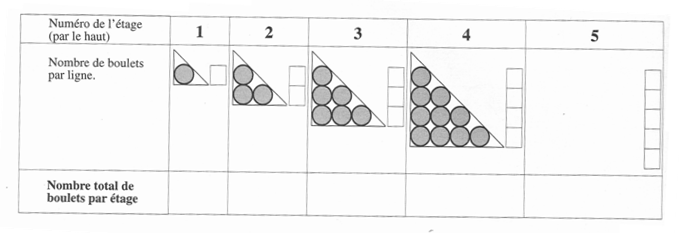 Numéro de l'étage
(par le haut)
1 2 3 4 5
Nombre de boulets
par ligne.
Nombre total de
boulets par étage